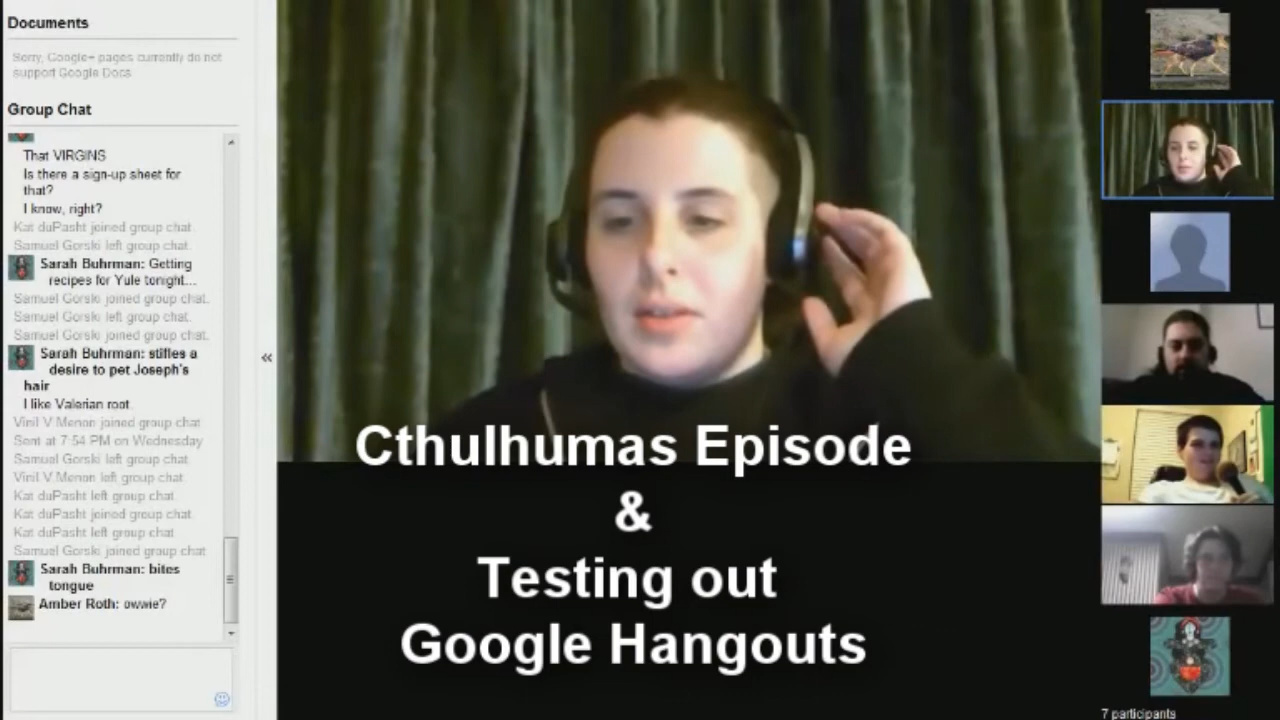 Documents
Sorry, Google+ pages currently do not
support Google Docs
Group Chat
That VIRGINS
Is there a sign-up sheet for
that?
I know, right?
Kat duPasht joined group chat.
Samuel Gorski left group chat.
Sarah Buhrman: Getting
recipes for Yule tonight...
Samuel Gorski joined group chat.
Samuel Gorski left group chat.
Samuel Gorski joined group chat.
Sarah Buhrman: stifles a
desire to pet Joseph's
hair
I like Valerian root.
Vinil V Menon joined group chat.
Sent at 7:54 PM on Wednesday
Samuel Gorski left group chat.
Vinil V Menon left group chat.
Kat duPasht left group chat.
Kat duPasht joined group chat.
Kat duPasht left group chat.
Samuel Gorski joined group chat.
Sarah Buhrman: bites
tongue
Amber Roth: owwie?
«
Cthulhumas Episode
&
Testing out
Google Hangouts
7 participants